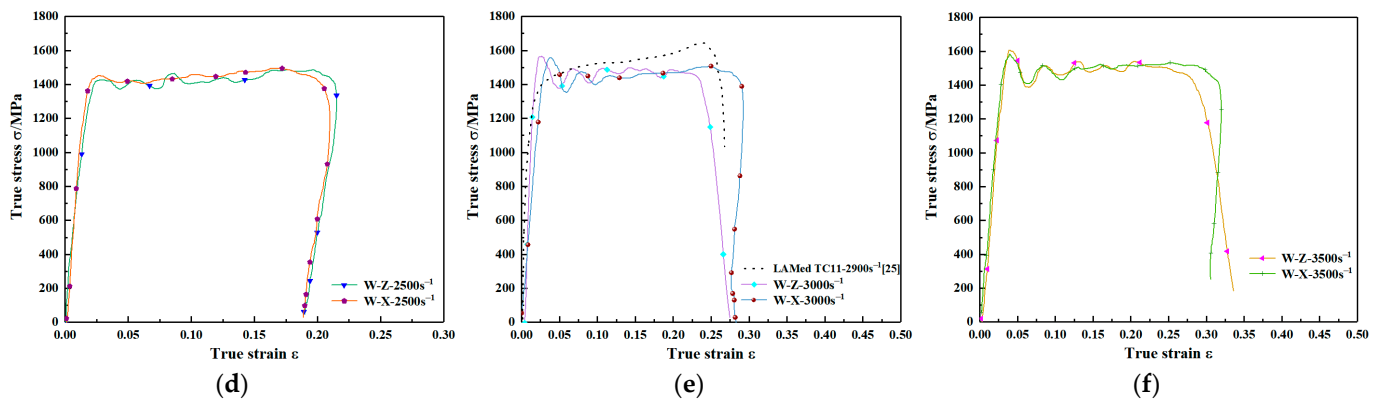 1800
1600
1400
1200
1000
800
600
400
200
0
True stress σ/MPa
W-Z-2500s⁻¹
W-X-2500s⁻¹
0.00 0.05 0.10 0.15 0.20 0.25 0.30
True strain ε
(d)
1800
1600
1400
1200
1000
800
600
400
200
0
True stress σ/MPa
LAMed TC11-2900s⁻¹[25]
W-Z-3000s⁻¹
W-X-3000s⁻¹
0.00 0.05 0.10 0.15 0.20 0.25 0.30 0.35 0.40 0.45 0.50
True strain ε
(e)
1800
1600
1400
1200
1000
800
600
400
200
0
True stress σ/MPa
W-Z-3500s⁻¹
W-X-3500s⁻¹
0.00 0.05 0.10 0.15 0.20 0.25 0.30 0.35 0.40 0.45 0.50
True strain ε
(f)